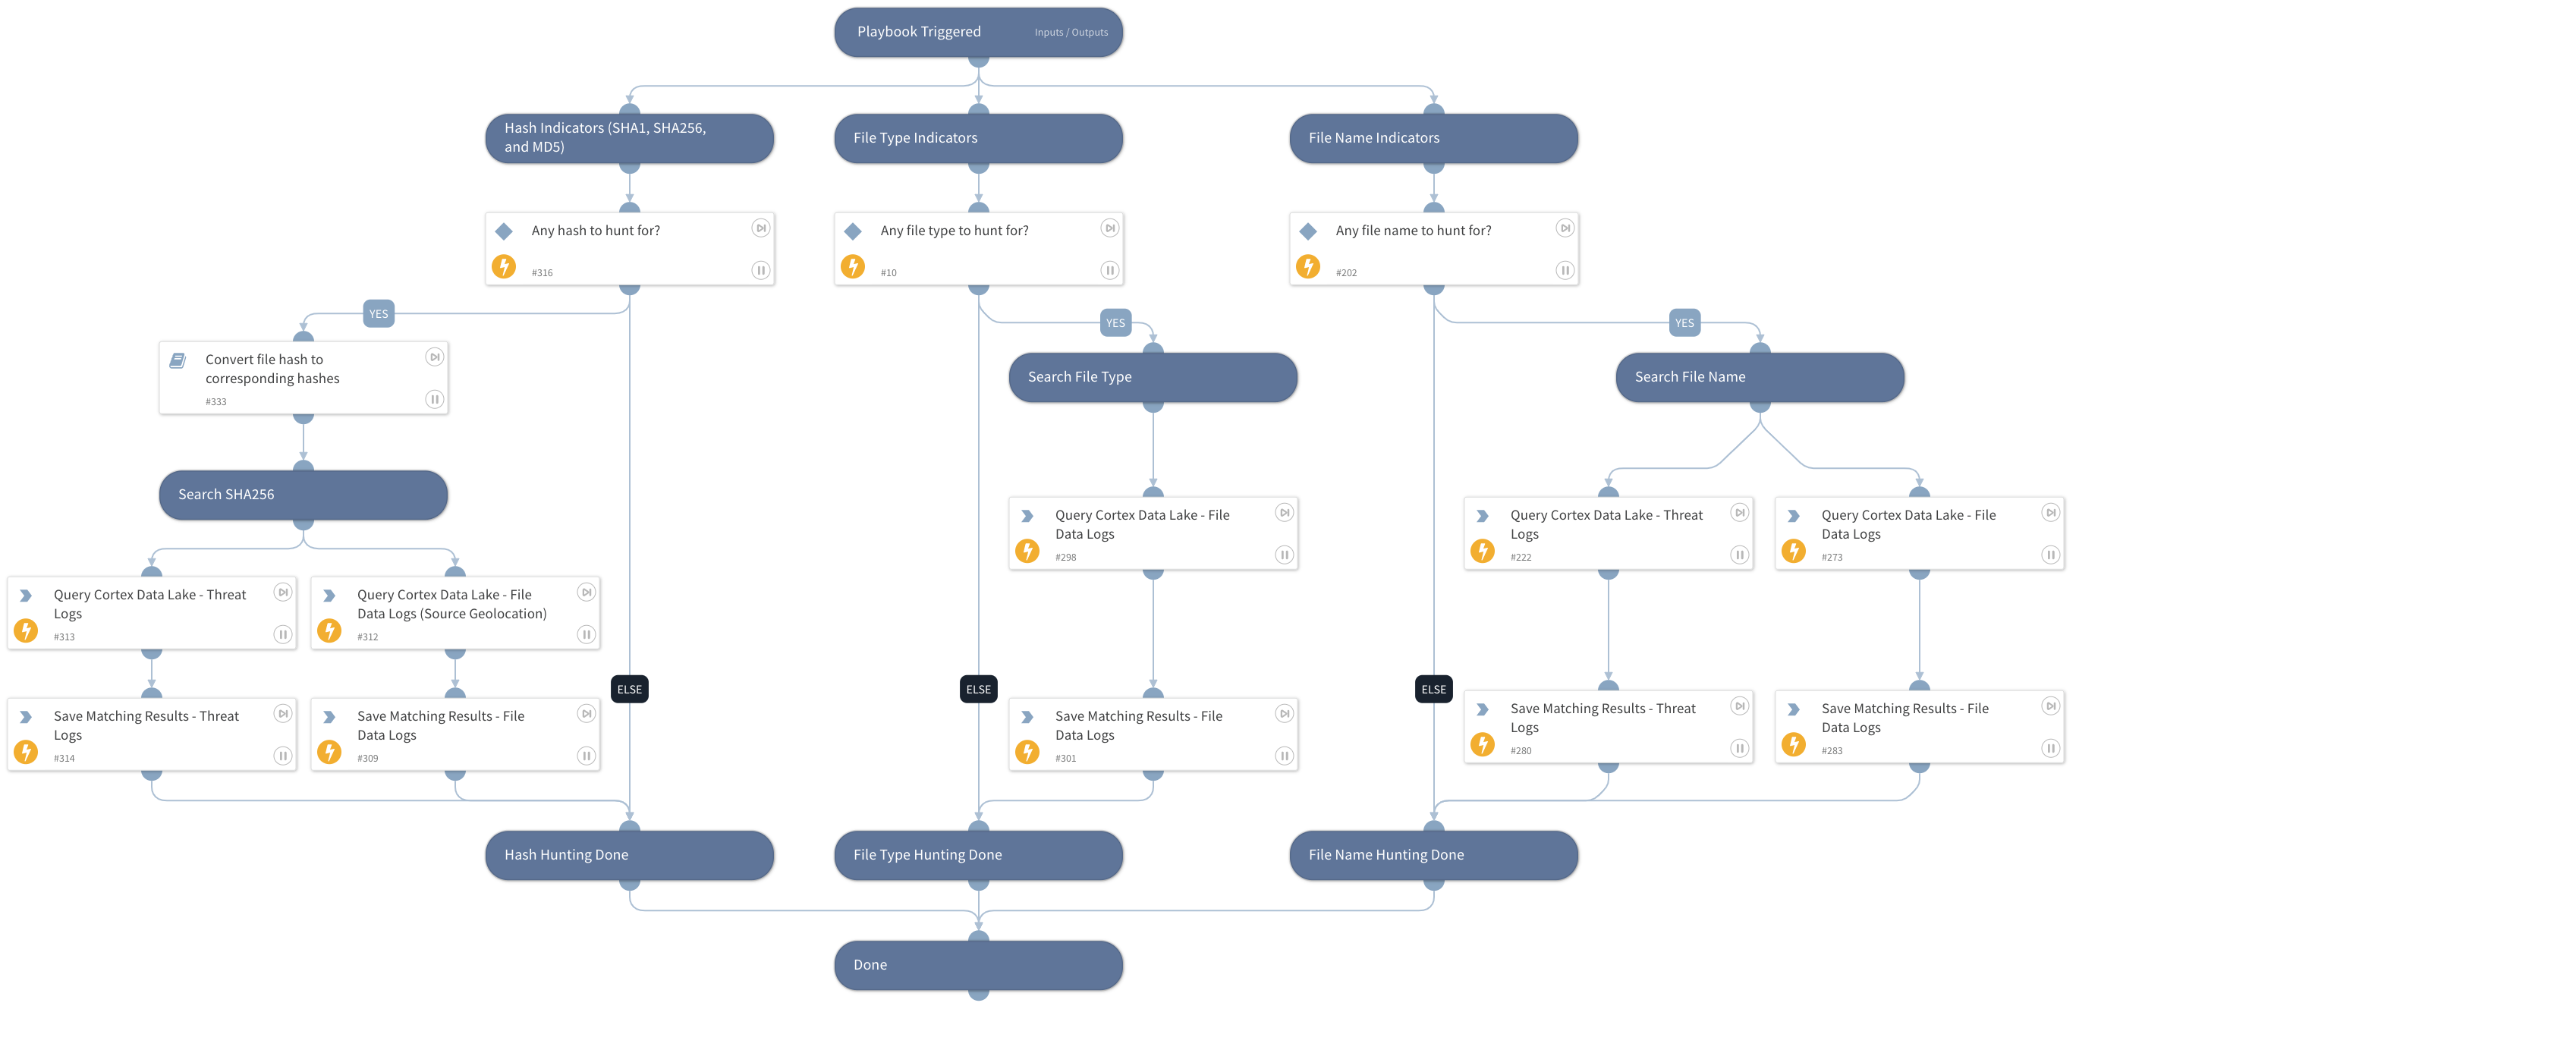 Playbook Triggered
Inputs / Outputs
Hash Indicators (SHA1, SHA256,
and MD5)
File Type Indicators
File Name Indicators
Any hash to hunt for?
#316
Any file type to hunt for?
#10
Any file name to hunt for?
#202
YES
YES
YES
Convert file hash to
corresponding hashes
#333
Search File Type
Search File Name
Search SHA256
Query Cortex Data Lake - File
Data Logs
#298
Query Cortex Data Lake - Threat
Logs
#222
Query Cortex Data Lake - File
Data Logs
#273
Query Cortex Data Lake - Threat
Logs
#313
Query Cortex Data Lake - File
Data Logs (Source Geolocation)
#312
ELSE
ELSE
ELSE
Save Matching Results - Threat
Logs
#314
Save Matching Results - File
Data Logs
#309
Save Matching Results - File
Data Logs
#301
Save Matching Results - Threat
Logs
#280
Save Matching Results - File
Data Logs
#283
Hash Hunting Done
File Type Hunting Done
File Name Hunting Done
Done